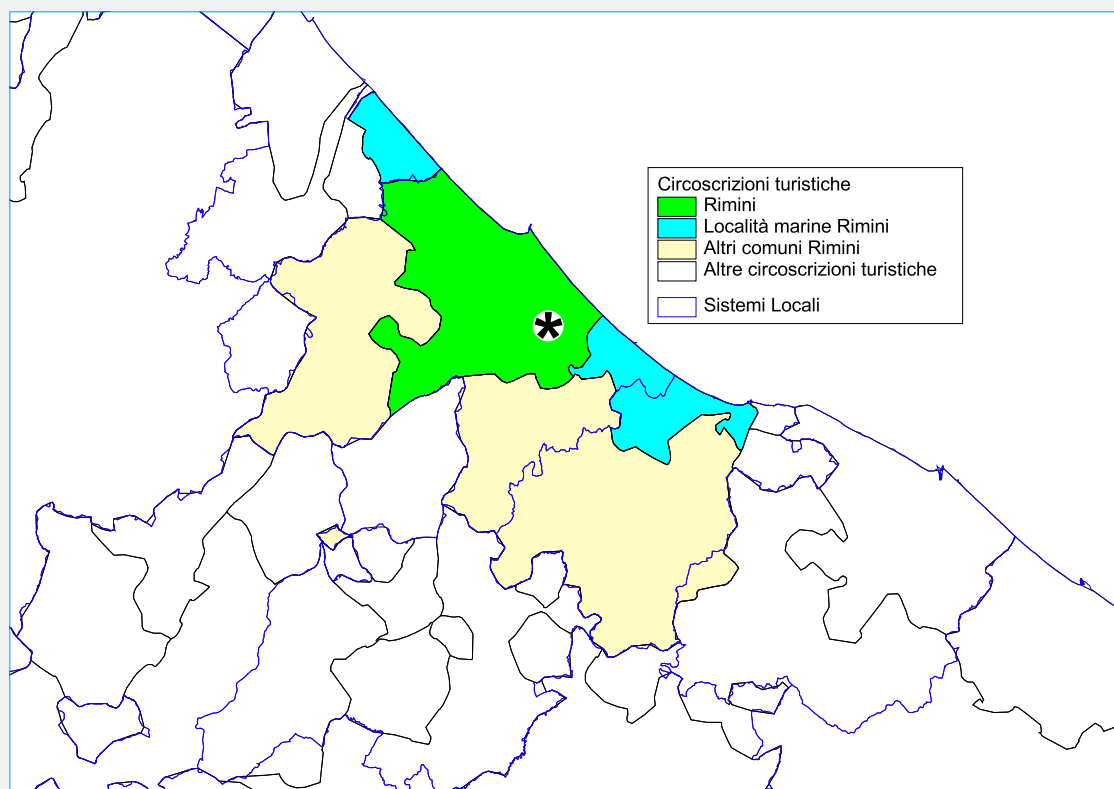 Circoscrizioni turistiche
Rimini
Località marine Rimini
Altri comuni Rimini
Altre circoscrizioni turistiche
Sistemi Locali